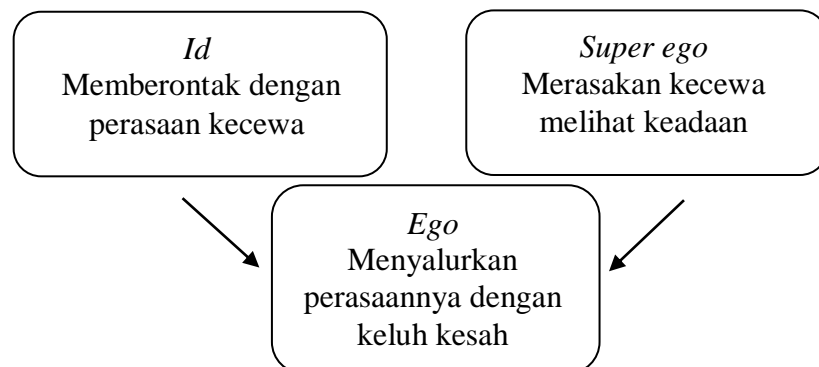 Id
Memberontak dengan
perasaan kecewa
Super ego
Merasakan kecewa
melihat keadaan
Ego
Menyalurkan
perasaannya dengan
keluh kesah